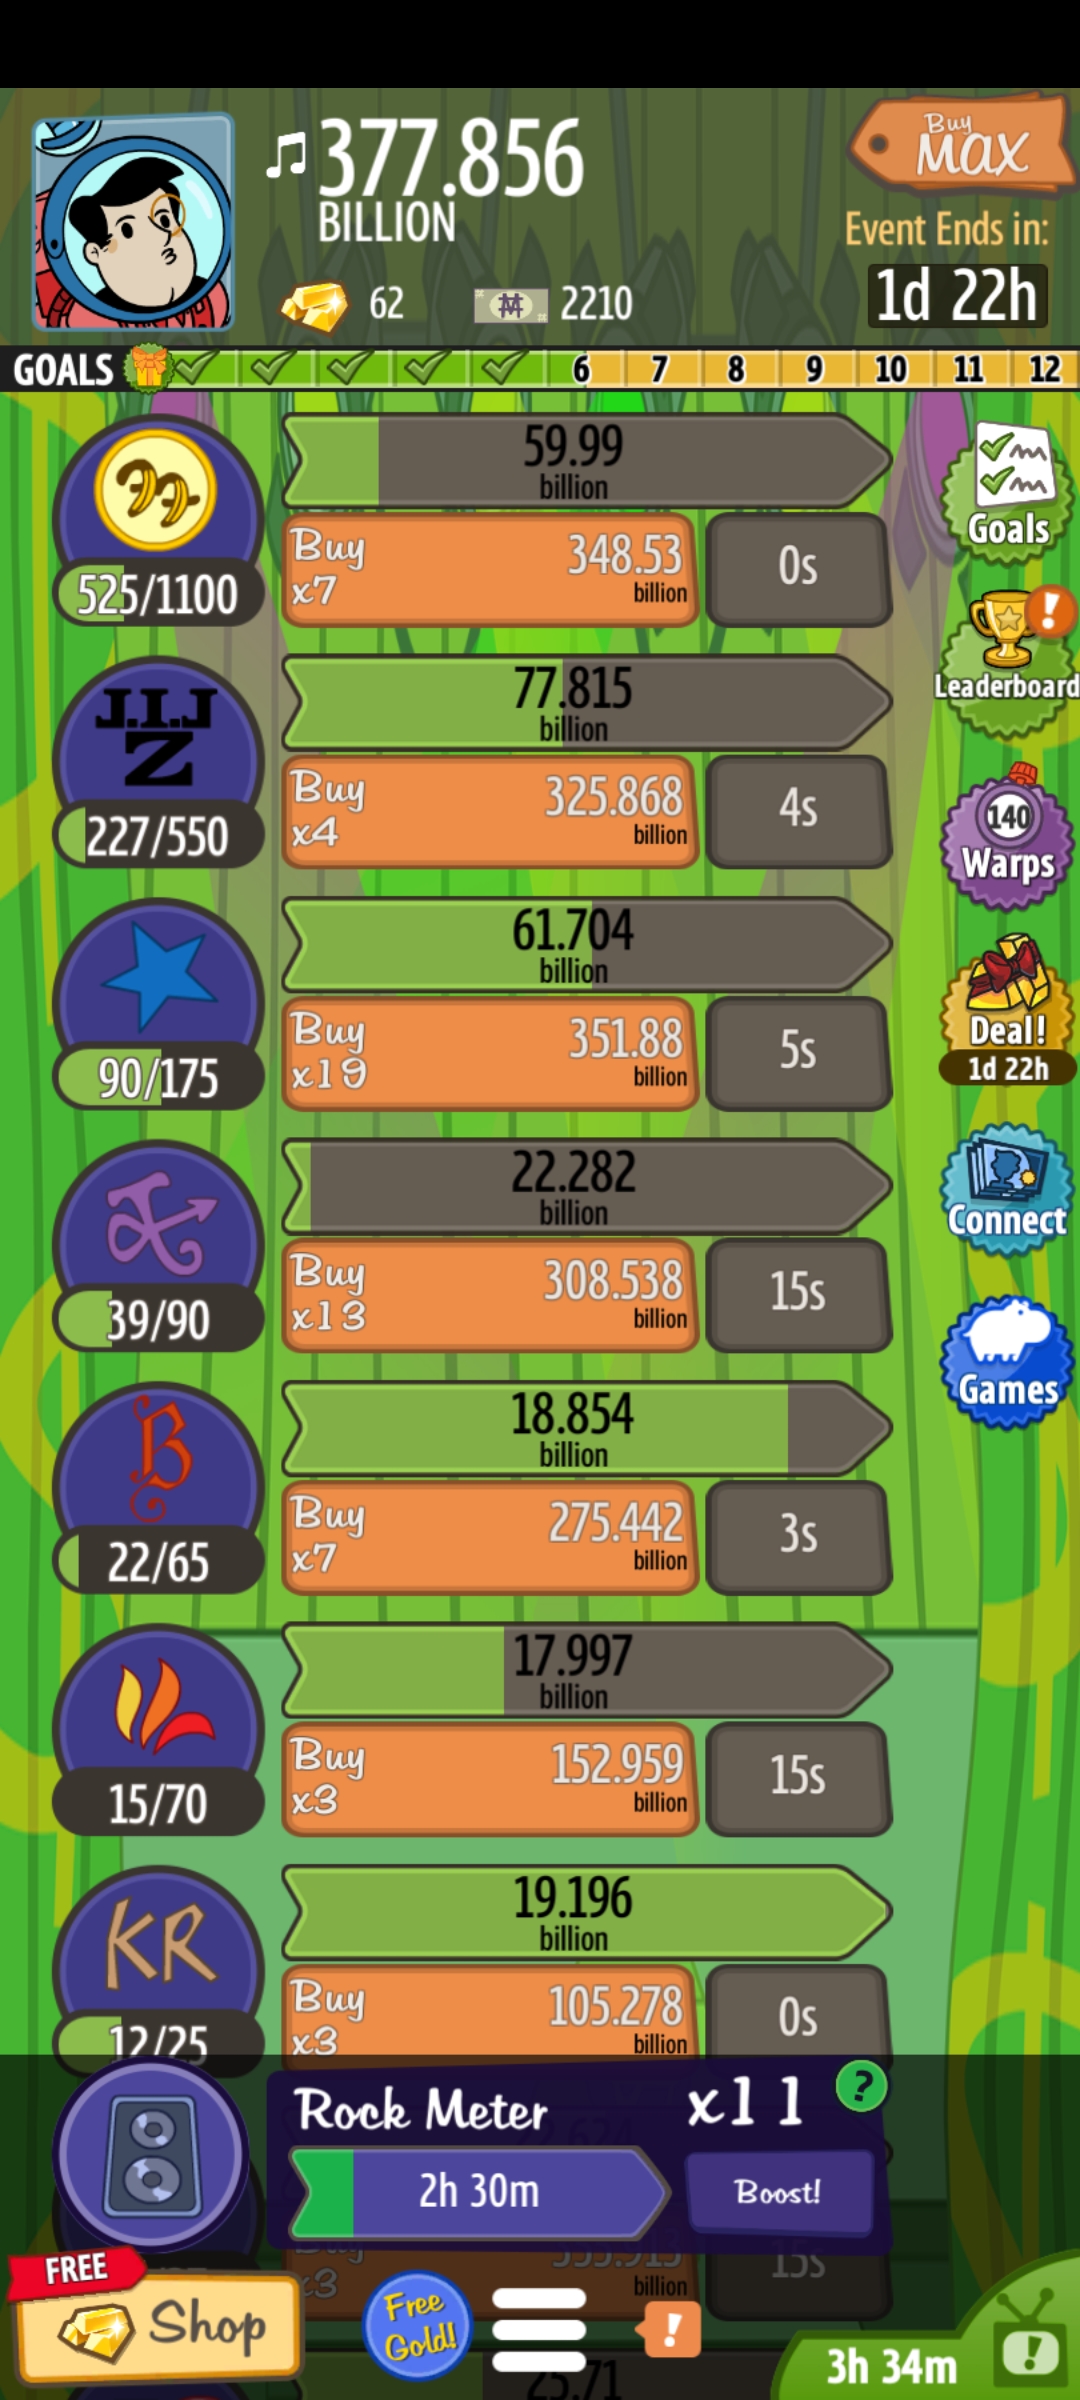 377.856
BILLION
Buy
MAX
Event Ends in:
1d 22h
62
2210
GOALS
6 7 8 9 10 11 12
59.99
billion
Buy
x7
348.53
billion
0s
525/1100
Goals
Leaderboard
J.I.J
Z
77.815
billion
Buy
x4
325.868
billion
4s
227/550
140
Warps
61.704
billion
Buy
x19
351.88
billion
5s
90/175
Deal!
1d 22h
22.282
billion
Buy
x13
308.538
billion
15s
39/90
Connect
B
18.854
billion
Buy
x7
275.442
billion
3s
22/65
Games
17.997
billion
Buy
x3
152.959
billion
15s
15/70
KR
19.196
billion
Buy
x3
105.278
billion
0s
12/25
Rock Meter
x11
?
2h 30m
Boost!
Buy
x3
billion
15s
FREE
Shop
Free
Gold!
!
25.71
3h 34m
!